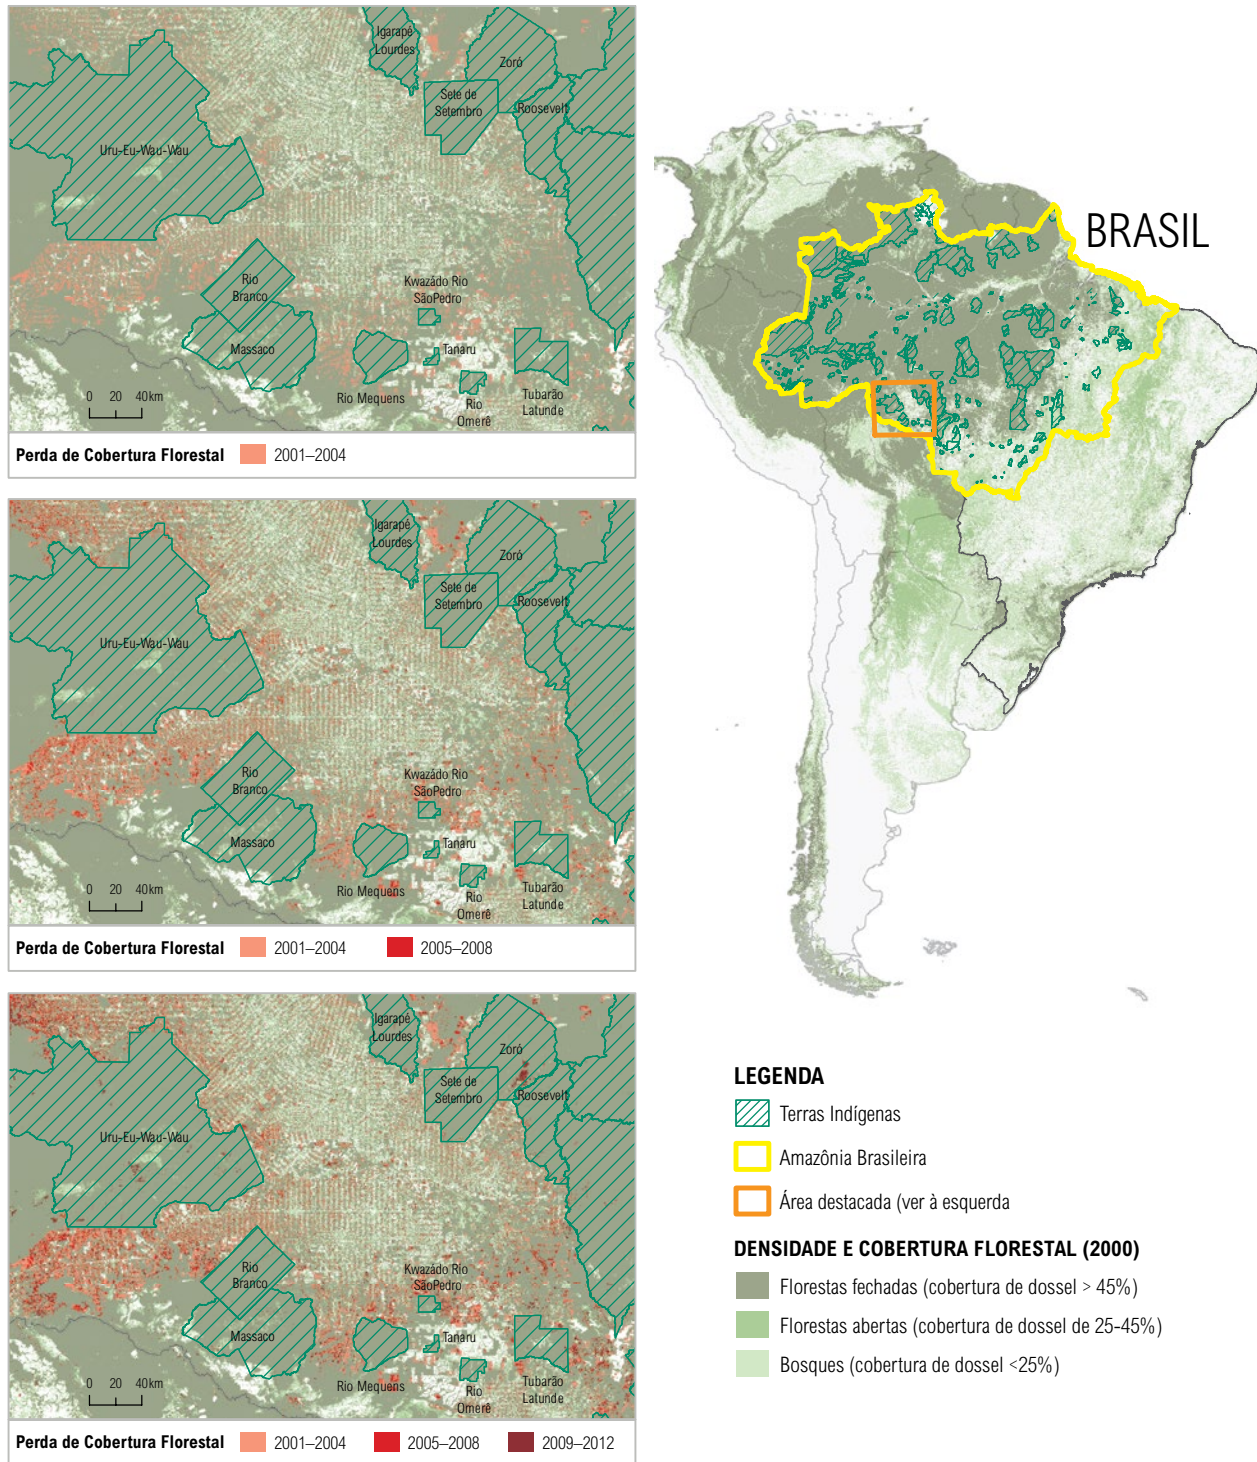 Igarapé
Lourdes
Zoró
Sete de
Setembro
Roosevelt
Uru-Eu-Wau-Wau
Rio
Branco
Kwazádo Rio
SãoPedro
Massaco
Tanaru
Rio Mequens
Rio
Omerê
Tubarão
Latunde
0 20 40km
Perda de Cobertura Florestal 2001–2004
Igarapé
Lourdes
Zoró
Sete de
Setembro
Roosevelt
Uru-Eu-Wau-Wau
Rio
Branco
Kwazádo Rio
SãoPedro
Massaco
Tanaru
Rio Mequens
Rio
Omerê
Tubarão
Latunde
0 20 40km
Perda de Cobertura Florestal 2001–2004 2005–2008
Igarapé
Lourdes
Zoró
Sete de
Setembro
Roosevelt
Uru-Eu-Wau-Wau
Rio
Branco
Kwazádo Rio
SãoPedro
Massaco
Tanaru
Rio Mequens
Rio
Omerê
Tubarão
Latunde
0 20 40km
Perda de Cobertura Florestal 2001–2004 2005–2008 2009–2012
BRASIL
LEGENDA
Terras Indígenas
Amazônia Brasileira
Área destacada (ver à esquerda
DENSIDADE E COBERTURA FLORESTAL (2000)
Florestas fechadas (cobertura de dossel > 45%)
Florestas abertas (cobertura de dossel de 25-45%)
Bosques (cobertura de dossel <25%)